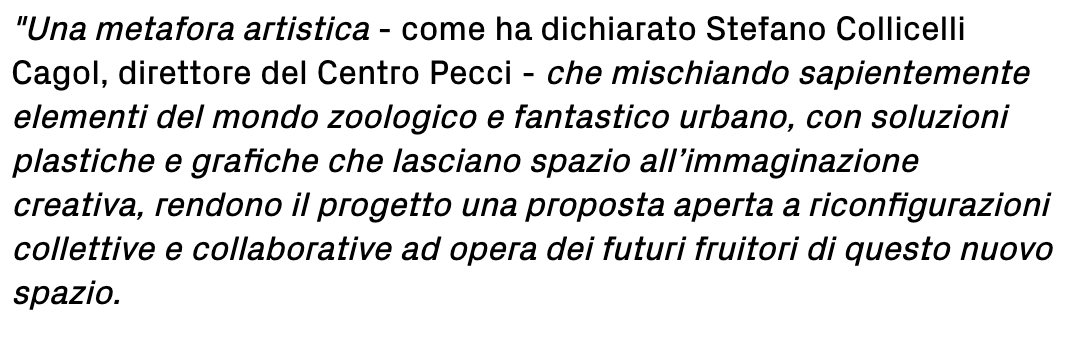 "Una metafora artistica - come ha dichiarato Stefano Collicelli
Cagol, direttore del Centro Pecci - che mischiando sapientemente
elementi del mondo zoologico e fantastico urbano, con soluzioni
plastiche e grafiche che lasciano spazio all’immaginazione
creativa, rendono il progetto una proposta aperta a riconfigurazioni
collettive e collaborative ad opera dei futuri fruitori di questo nuovo
spazio.